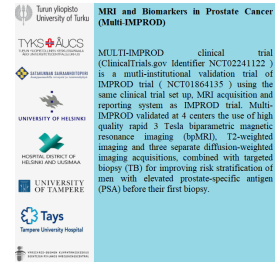 Turun yliopisto
University of Turku
TYKS ÅUCS
SATAKUNNAN SAIRAANHOITOPIIRI
UNIVERSITY OF HELSINKI
HOSPITAL DISTRICT OF
HELSINKI AND UUSIMAA
UNIVERSITY
OF TAMPERE
Tays
Tampere University Hospital
MRI and Biomarkers in Prostate Cancer
(Multi-IMPROD)
MULTI-IMPROD clinical trial
(ClinicalTrials.gov Identifier NCT02241122 )
is a mutli-institutional validation trial of
IMPROD trial ( NCT01864135 ) using the
same clinical trial set up, MRI acquisition and
reporting system as IMPROD trial. Multi-
IMPROD validated at 4 centers the use of high
quality rapid 3 Tesla biparametric magnetic
resonance imaging (bpMRI), T2-weighted
imaging and three separate diffusion-weighted
imaging acquisitions, combined with targeted
biopsy (TB) for improving risk stratification of
men with elevated prostate-specific antigen
(PSA) before their first biopsy.